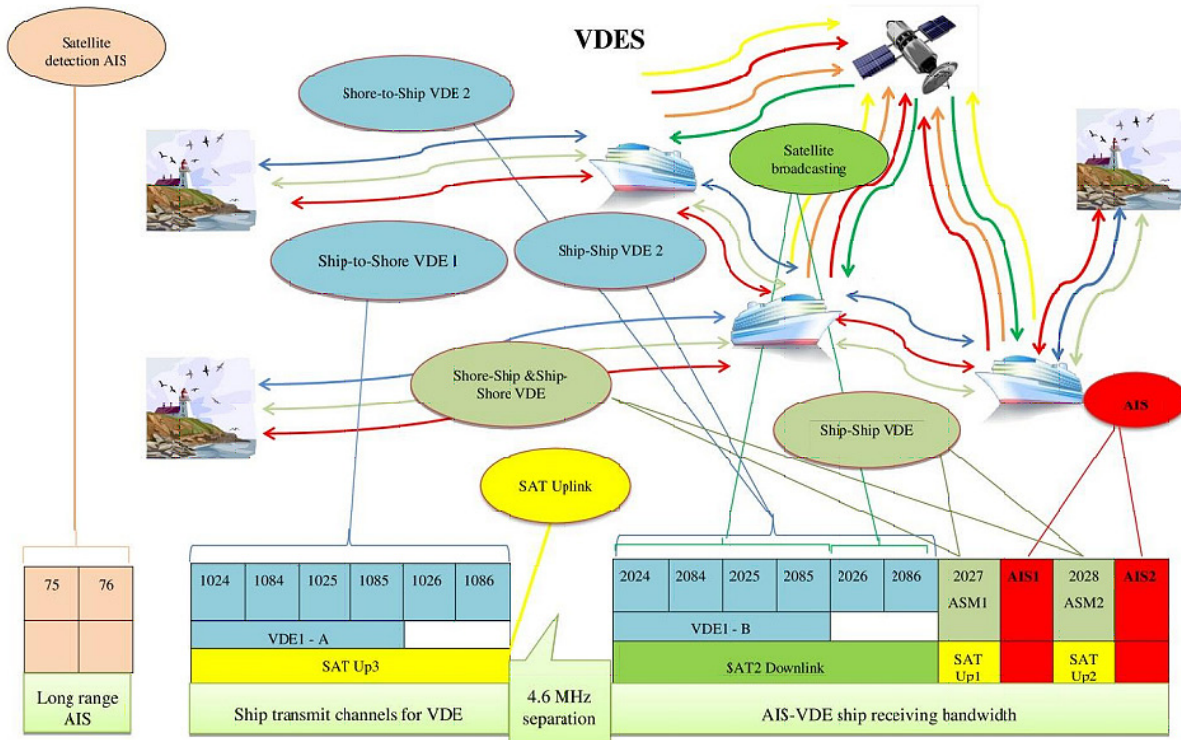 VDES
Satellite
detection AIS
Shore-to-Ship VDE 2
Satellite
broadcasting
Ship-to-Shore VDE 1
Ship-Ship VDE 2
Shore-Ship &Ship-
Shore VDE
Ship-Ship VDE
AIS
SAT Uplink
75 76
1024 1084 1025 1085 1026 1086
2024 2084 2025 2085 2026 2086 2027 AIS1 2028 AIS2
ASM1 ASM2
VDE1 - A
VDE1 - B
SAT Up3
SAT2 Downlink
SAT
Up1
SAT
Up2
Long range
AIS
Ship transmit channels for VDE
4.6 MHz
separation
AIS-VDE ship receiving bandwidth